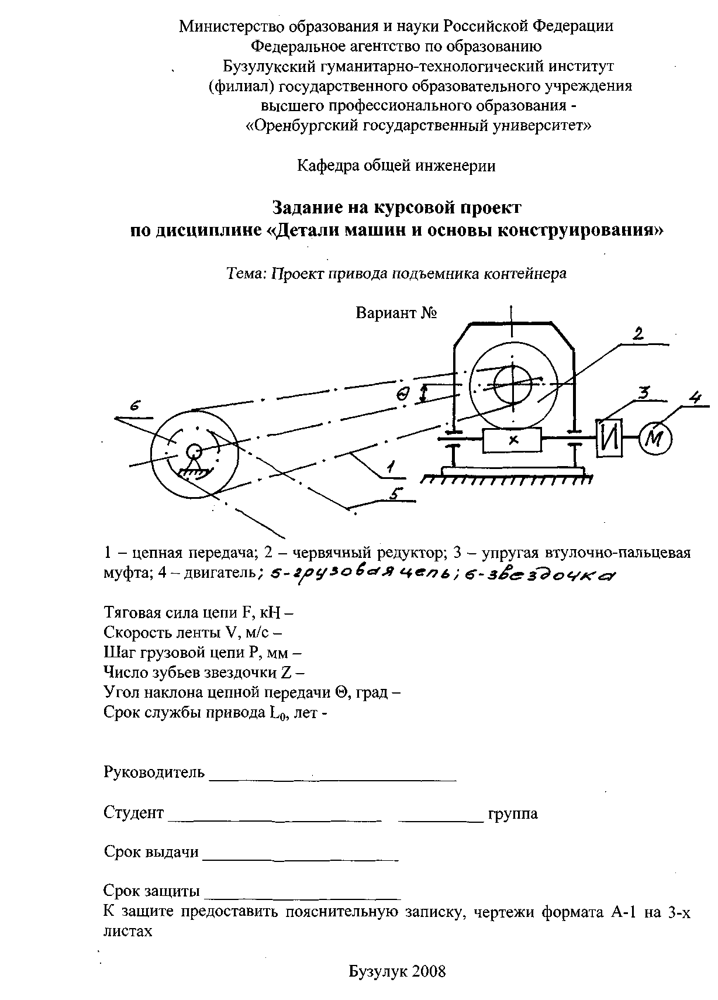 Министерство образования и науки Российской Федерации
Федеральное агентство по образованию
Бузулукский гуманитарно-технологический институт
(филиал) государственного образовательного учреждения
высшего профессионального образования -
«Оренбургский государственный университет»
Кафедра общей инженерии
Задание на курсовой проект
по дисциплине «Детали машин и основы конструирования»
Тема: Проект привода подъемника контейнера
Вариант №
2
Θ
6
3
4
И
М
1
5
1 – цепная передача; 2 – червячный редуктор; 3 – упругая втулочно-пальцевая
муфта; 4 – двигатель; 5-грузовая цепь; 6-звездочка
Тяговая сила цепи F, кН –
Скорость ленты V, м/с –
Шаг грузовой цепи P, мм –
Число зубьев звездочки Z –
Угол наклона цепной передачи Θ, град –
Срок службы привода L₀, лет -
Руководитель ______________________________
Студент __________________________ __________ группа
Срок выдачи ________________________
Срок защиты ________________________
К защите предоставить пояснительную записку, чертежи формата А-1 на 3-х
листах
Бузулук 2008